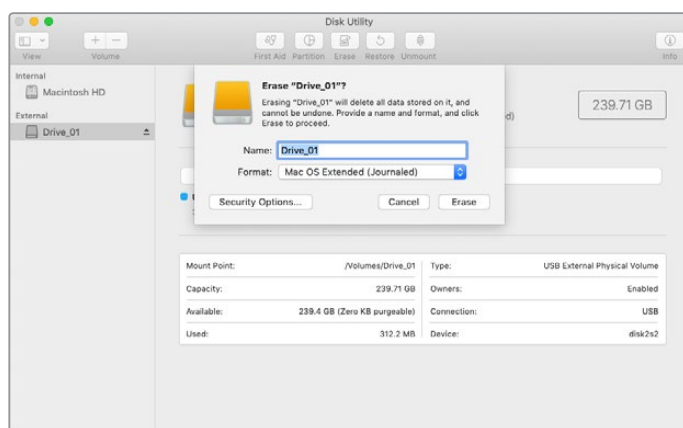 Disk Utility
View
Volume
First Aid Partition Erase Restore Unmount
Info
Internal
Macintosh HD
External
Drive_01
Erase “Drive_01”?
Erasing “Drive_01” will delete all data stored on it, and
cannot be undone. Provide a name and format, and click
Erase to proceed.
d)
239.71 GB
Name: Drive_01
Format: Mac OS Extended (Journaled)
Security Options... Cancel Erase
Mount Point: /Volumes/Drive_01 Type: USB External Physical Volume
Capacity: 239.71 GB Owners: Enabled
Available: 239.4 GB (Zero KB purgeable) Connection: USB
Used: 312.2 MB Device: disk2s2